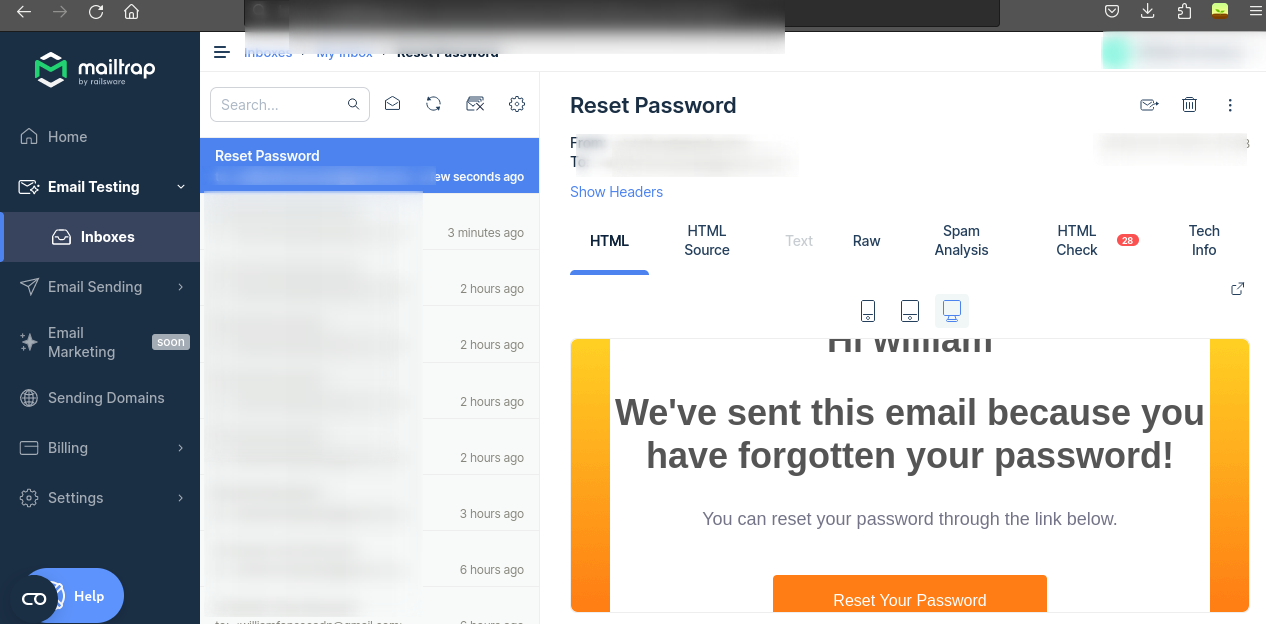 mailtrap
by railsware
Home
Email Testing
Inboxes
Email Sending
Email
Marketing
soon
Sending Domains
Billing
Settings
Help
Inboxes
My Inbox
Reset Password
Search...
Reset Password
ew seconds ago
3 minutes ago
2 hours ago
2 hours ago
2 hours ago
2 hours ago
3 hours ago
6 hours ago
Reset Password
From:
To:
Show Headers
HTML
HTML
Source
Text
Raw
Spam
Analysis
HTML
Check
28
Tech
Info
Hi William
We've sent this email because you
have forgotten your password!
You can reset your password through the link below.
Reset Your Password